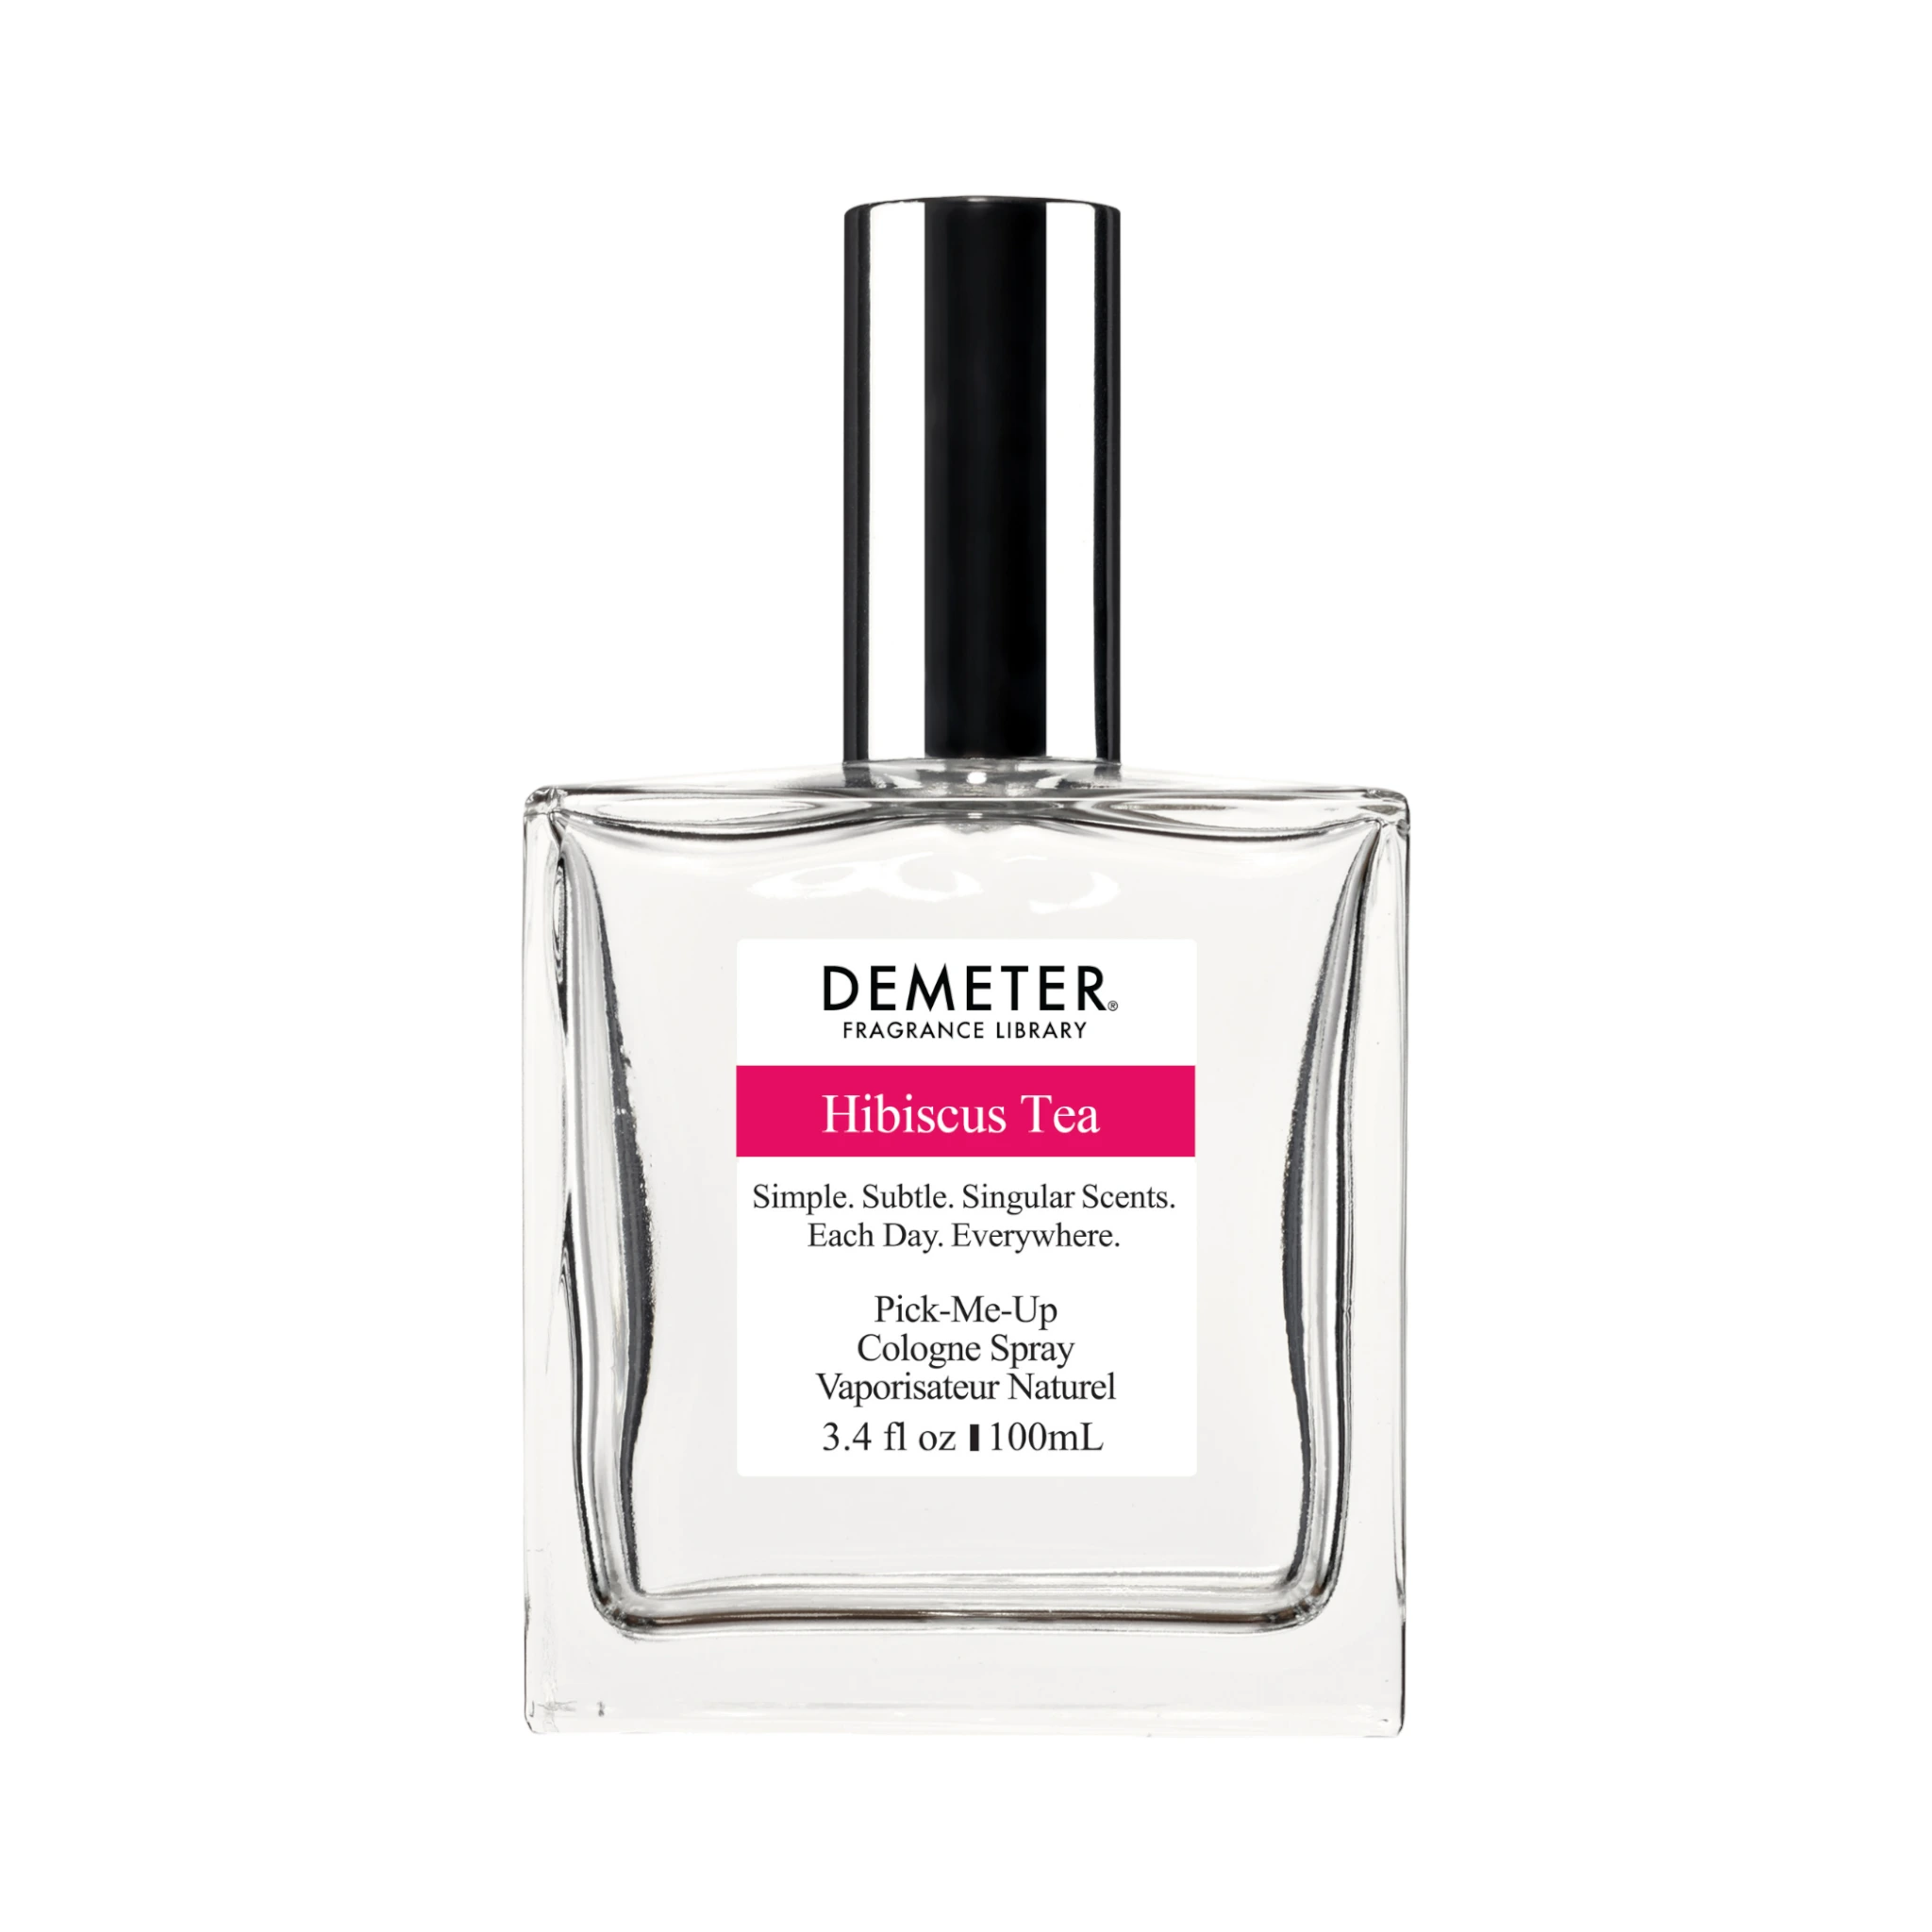 DEMETER®
FRAGRANCE LIBRARY
Hibiscus Tea
Simple. Subtle. Singular Scents.
Each Day. Everywhere.
Pick-Me-Up
Cologne Spray
Vaporisateur Naturel
3.4 fl oz ▮ 100mL